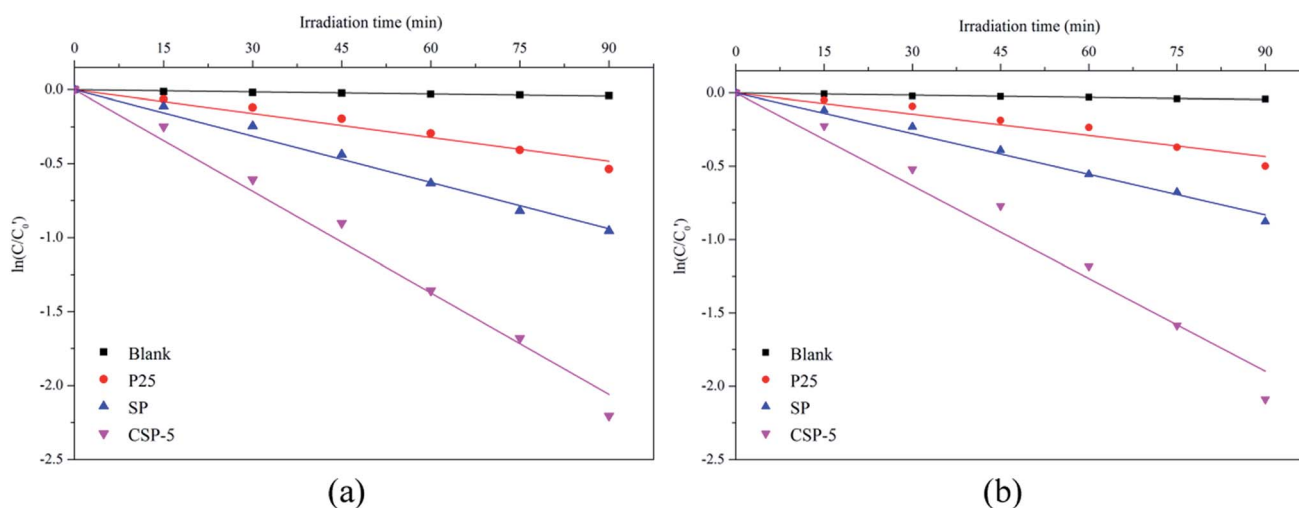 Irradiation time (min)
0 15 30 45 60 75 90
0.0
-0.5
-1.0
-1.5
-2.0
-2.5
ln(C/C0')
Blank
P25
SP
CSP-5
(a)
Irradiation time (min)
0 15 30 45 60 75 90
0.0
-0.5
-1.0
-1.5
-2.0
-2.5
ln(C/C0')
Blank
P25
SP
CSP-5
(b)